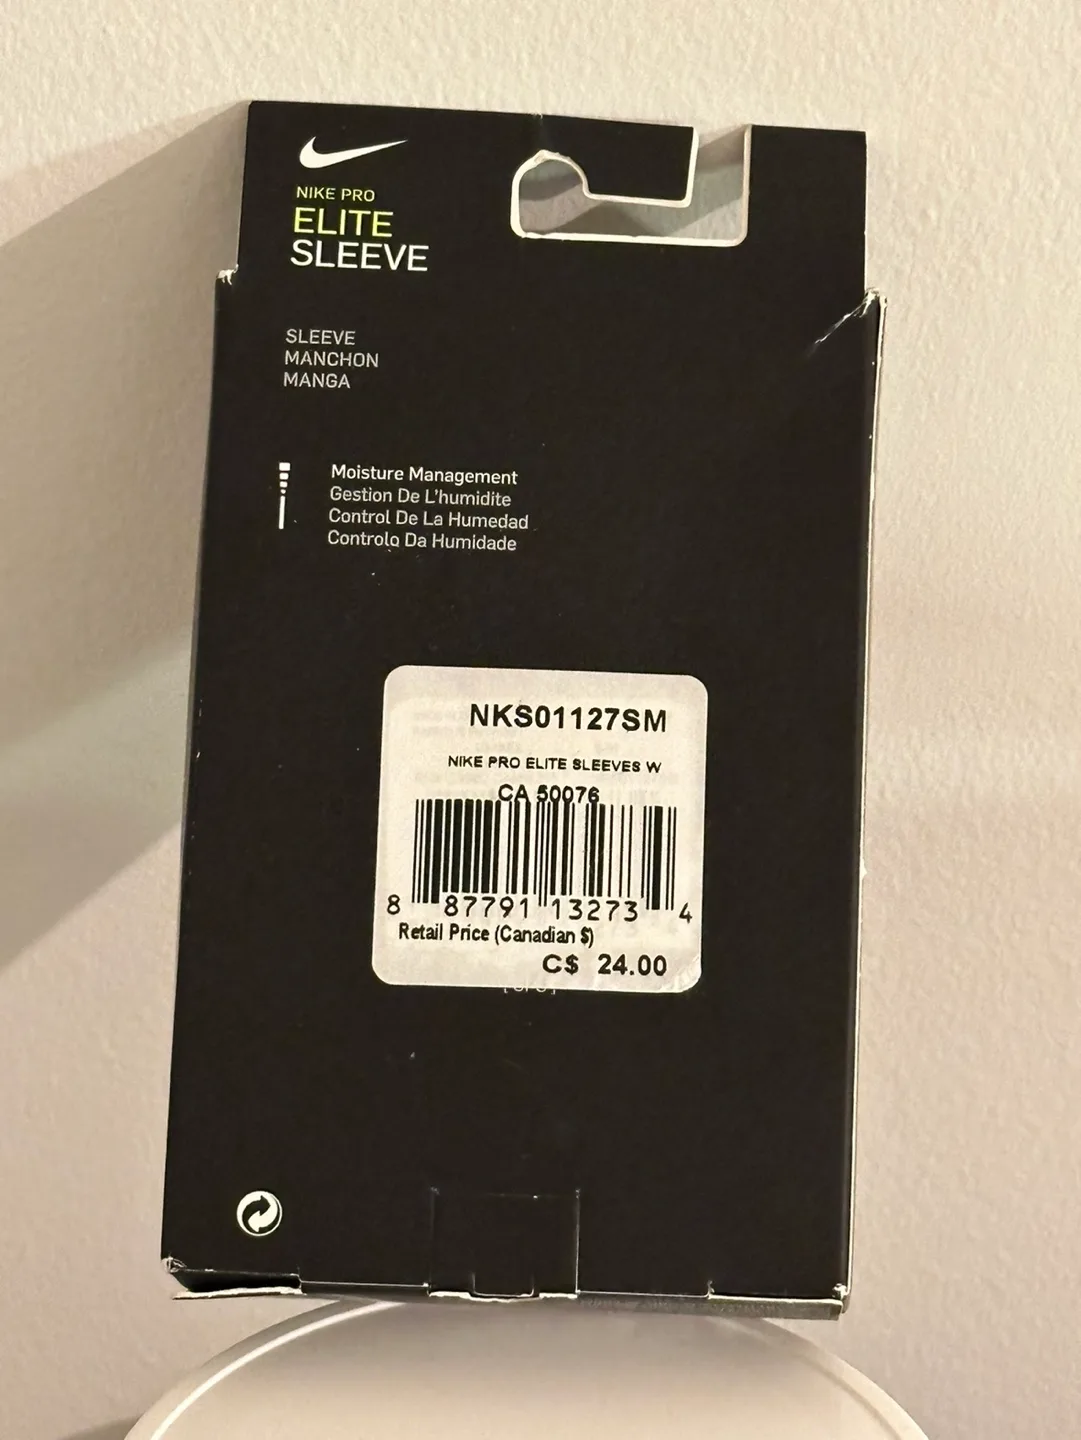 NIKE PRO
ELITE
SLEEVE
SLEEVE
MANCHON
MANGA
Moisture Management
Gestion De L'humidite
Control De La Humedad
Controlo Da Humidade
NKS01127SM
NIKE PRO ELITE SLEEVES W
CA 50076
8 87791 13273 4
Retail Price (Canadian $)
C$ 24.00